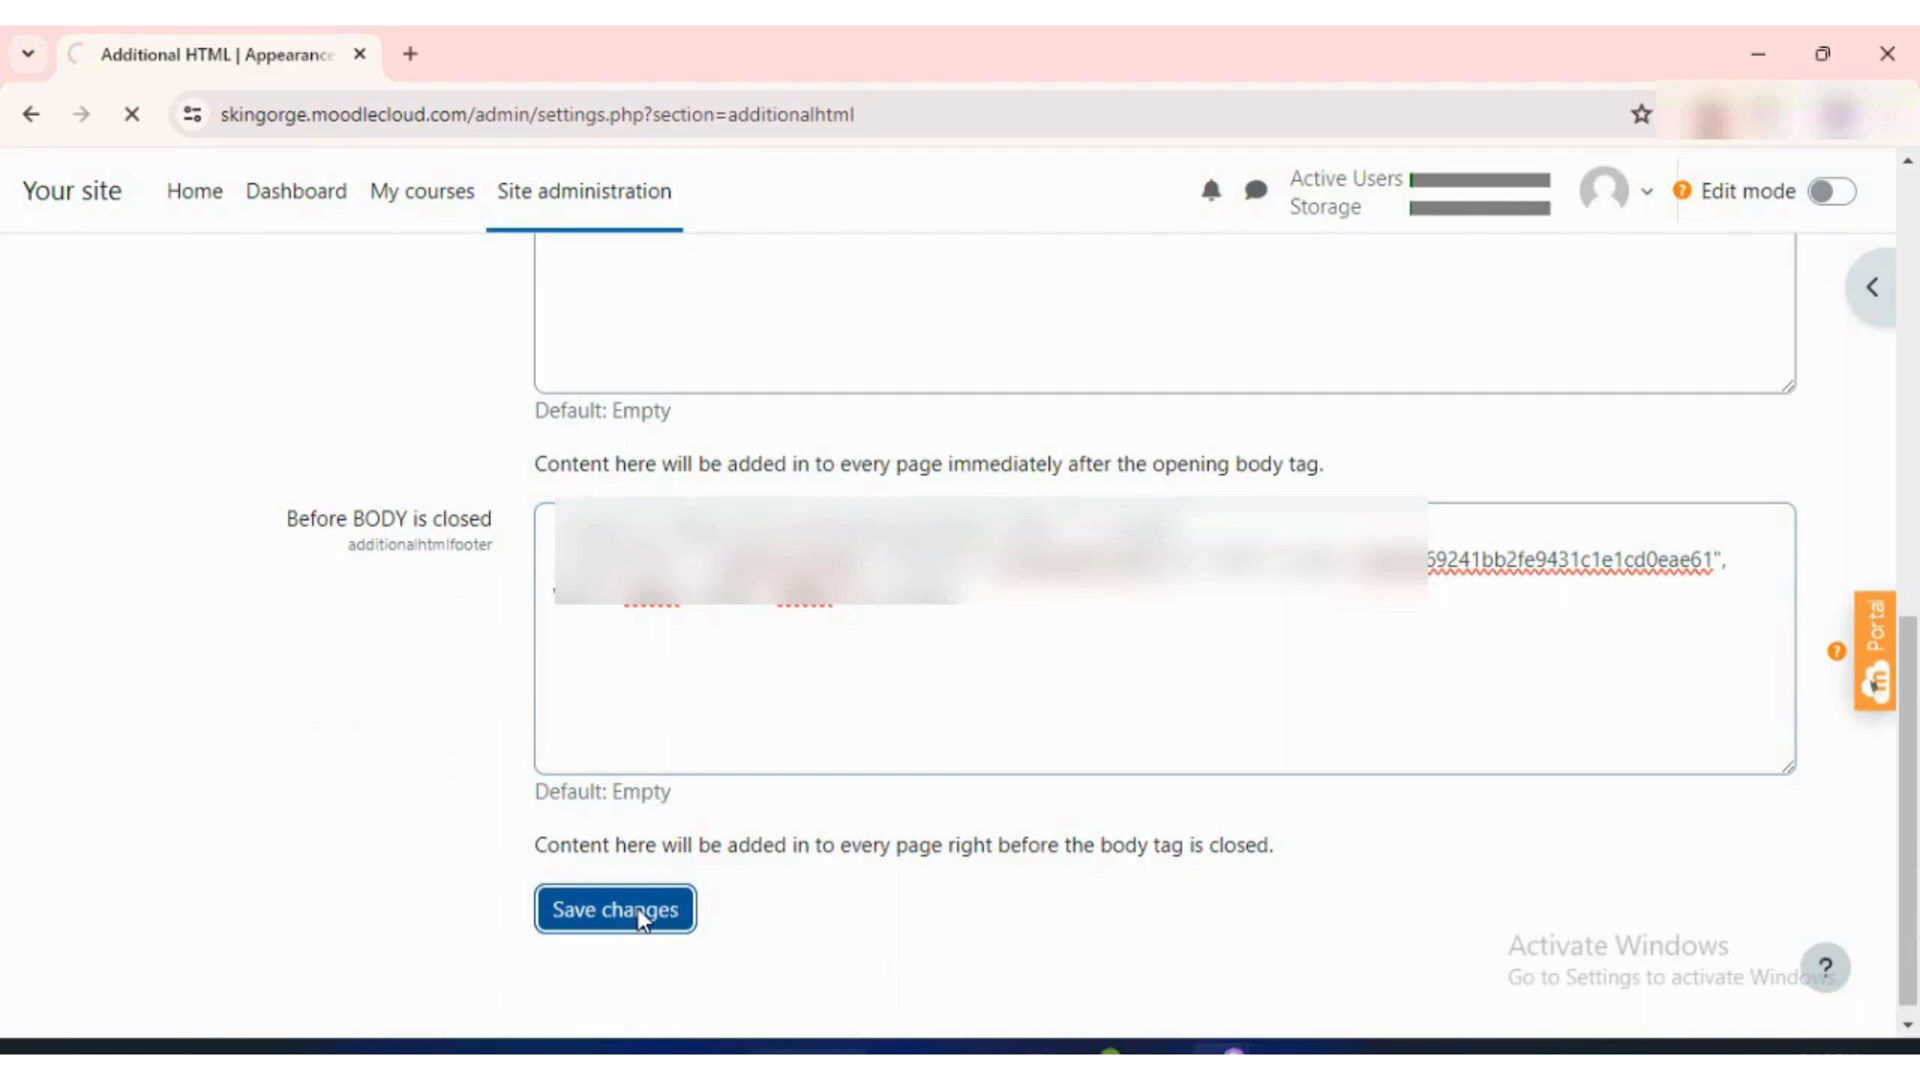 Additional HTML | Appearance
skingorge.moodlecloud.com/admin/settings.php?section=additionalhtml
Your site
Home
Dashboard
My courses
Site administration
Active Users
Storage
Edit mode
Default: Empty
Content here will be added in to every page immediately after the opening body tag.
Before BODY is closed
additionalhtmlfooter
69241bb2fe9431c1e1cd0eae61",
Portal
Default: Empty
Content here will be added in to every page right before the body tag is closed.
Save changes
Activate Windows
Go to Settings to activate Windows.